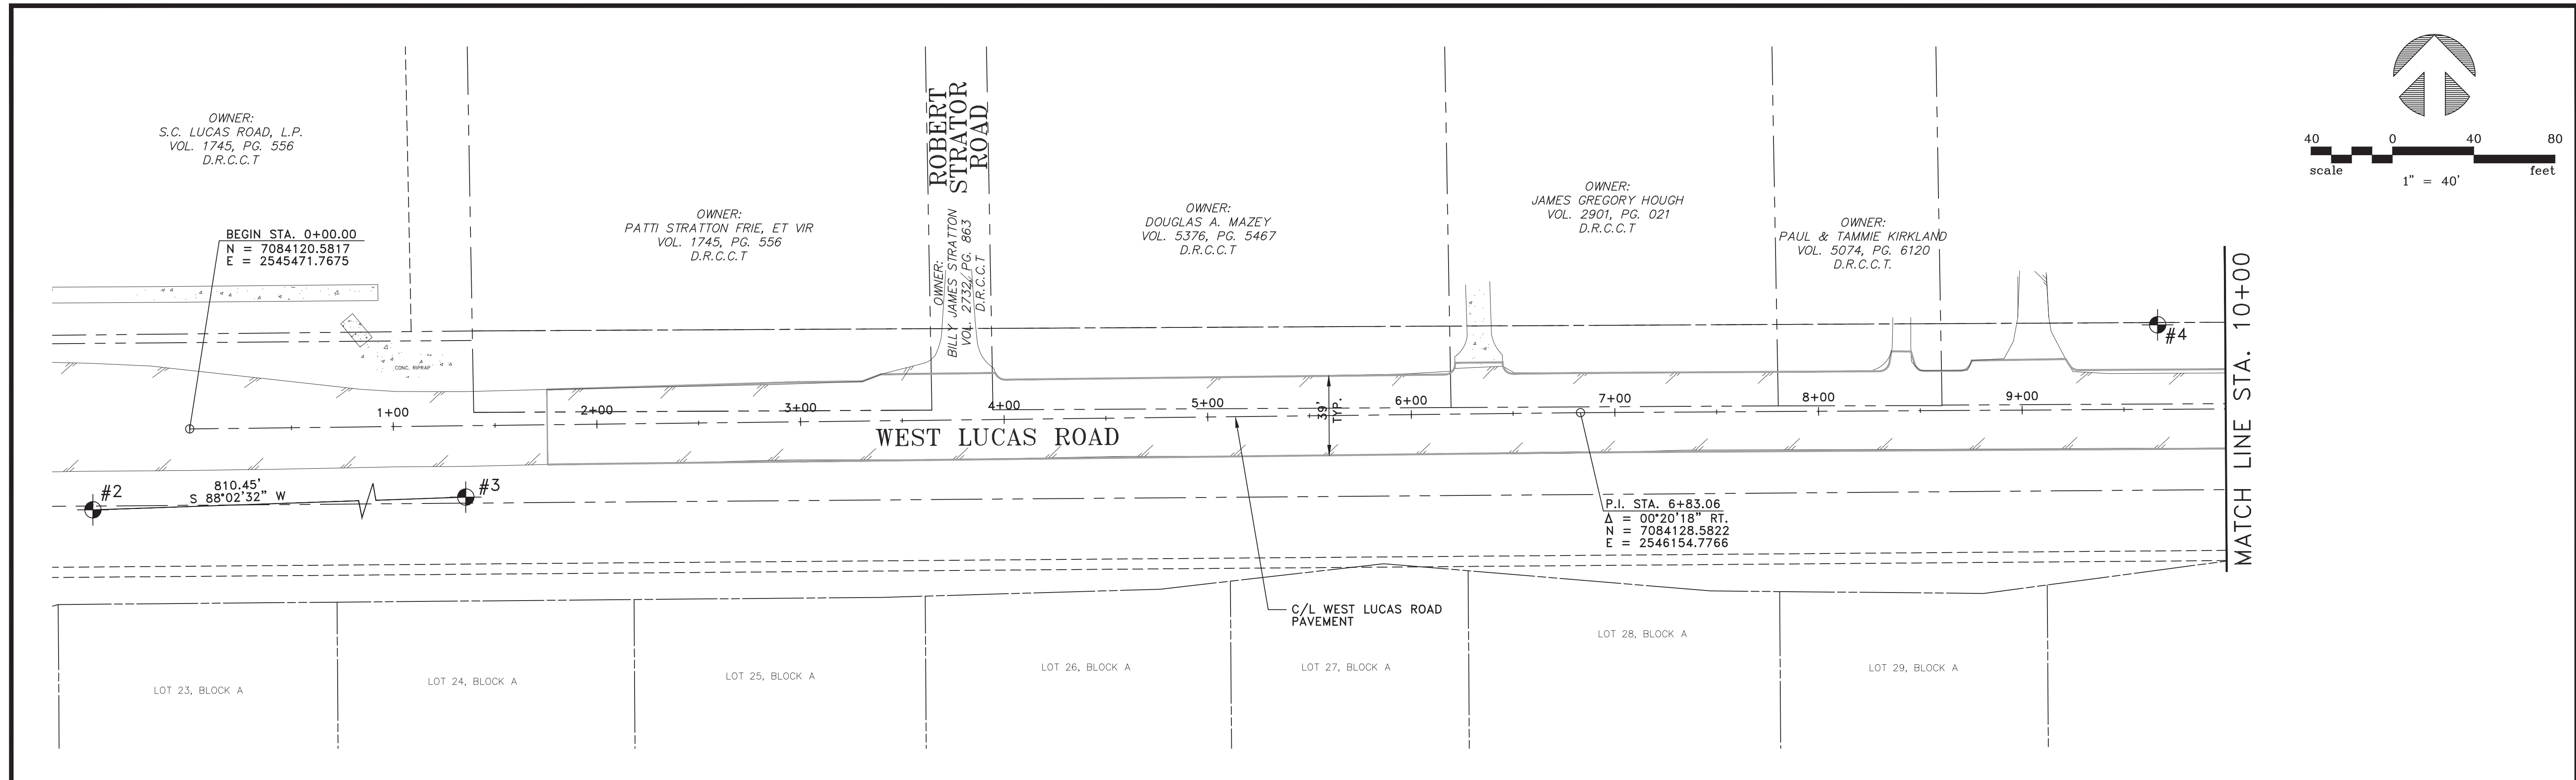 OWNER:
S.C. LUCAS ROAD, L.P.
VOL. 1745, PG. 556
D.R.C.C.T
BEGIN STA. 0+00.00
N = 7084120.5817
E = 2545471.7675
CONC. RIPRAP
OWNER:
PATTI STRATTON FRIE, ET VIR
VOL. 1745, PG. 556
D.R.C.C.T
ROBERT
STRATOR
ROAD
OWNER:
BILLY JAMES STRATTON
VOL. 2732, PG. 863
D.R.C.C.T
OWNER:
DOUGLAS A. MAZEY
VOL. 5376, PG. 5467
D.R.C.C.T
OWNER:
JAMES GREGORY HOUGH
VOL. 2901, PG. 021
D.R.C.C.T
OWNER:
PAUL & TAMMIE KIRKLAND
VOL. 5074, PG. 6120
D.R.C.C.T.
40 0 40 80
scale feet
1" = 40'
#4
MATCH LINE STA. 10+00
1+00 2+00 3+00 4+00 5+00 6+00 7+00 8+00 9+00
39'
TYP.
WEST LUCAS ROAD
#2
810.45'
S 88°02'32" W
#3
P.I. STA. 6+83.06
Δ = 00°20'18" RT.
N = 7084128.5822
E = 2546154.7766
C/L WEST LUCAS ROAD
PAVEMENT
LOT 23, BLOCK A
LOT 24, BLOCK A
LOT 25, BLOCK A
LOT 26, BLOCK A
LOT 27, BLOCK A
LOT 28, BLOCK A
LOT 29, BLOCK A